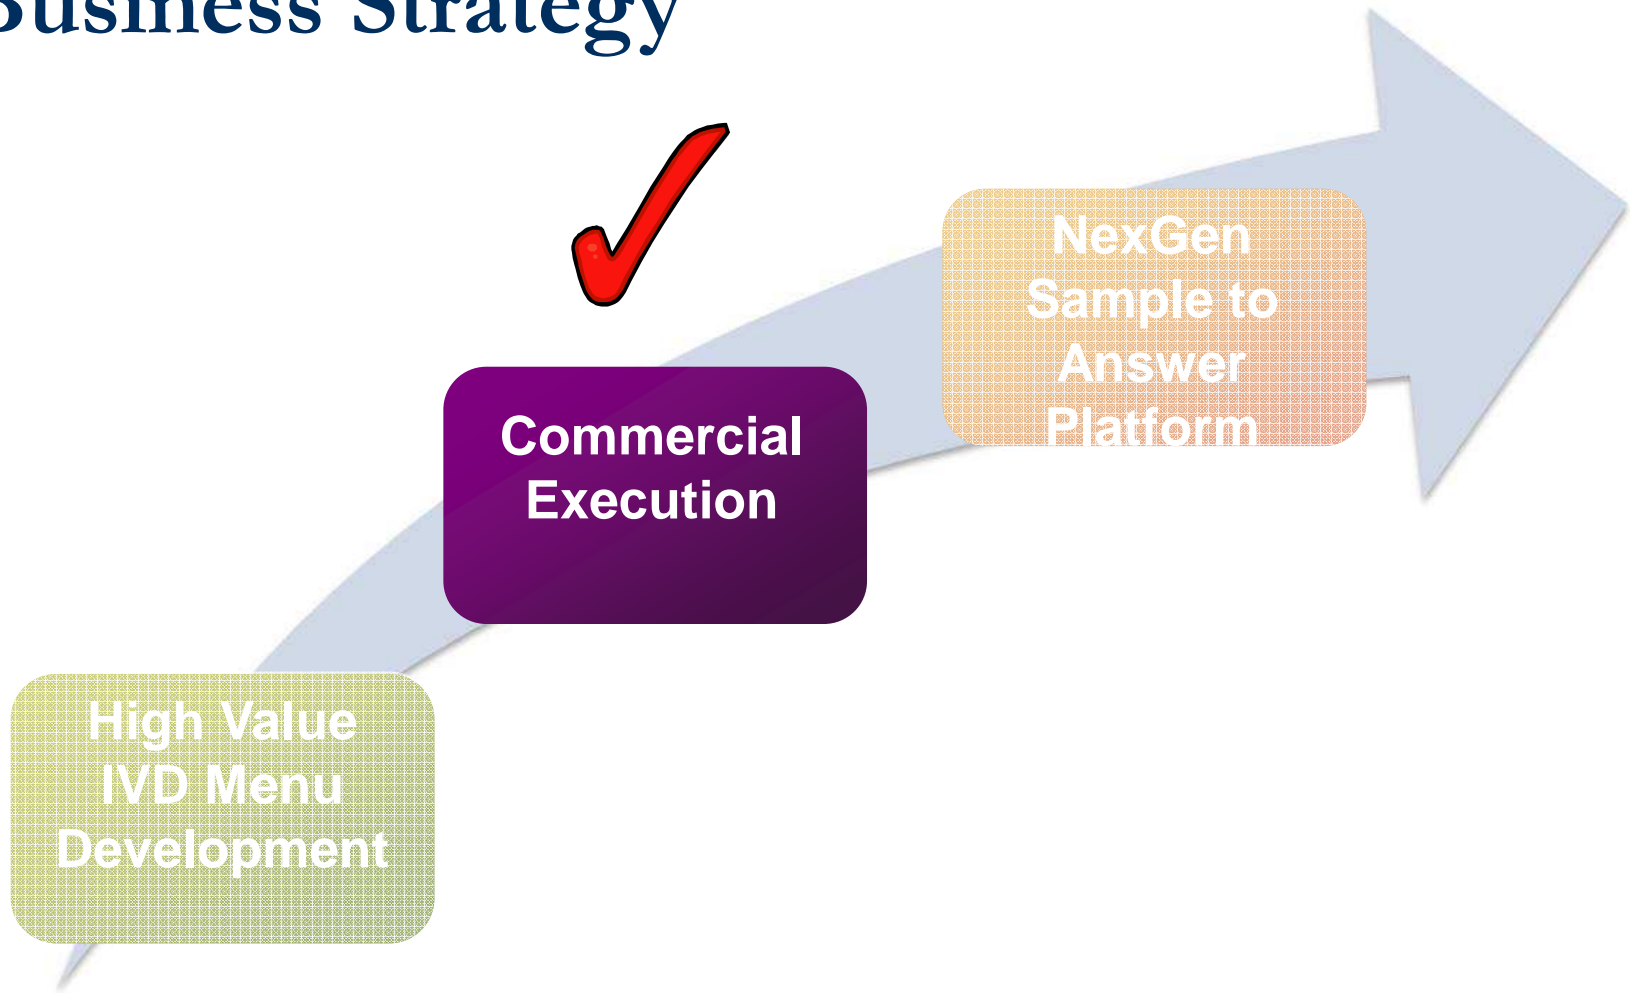 Business Strategy
NexGen
Sample to
Answer
Platform
Commercial
Execution
High Value
IVD Menu
Development